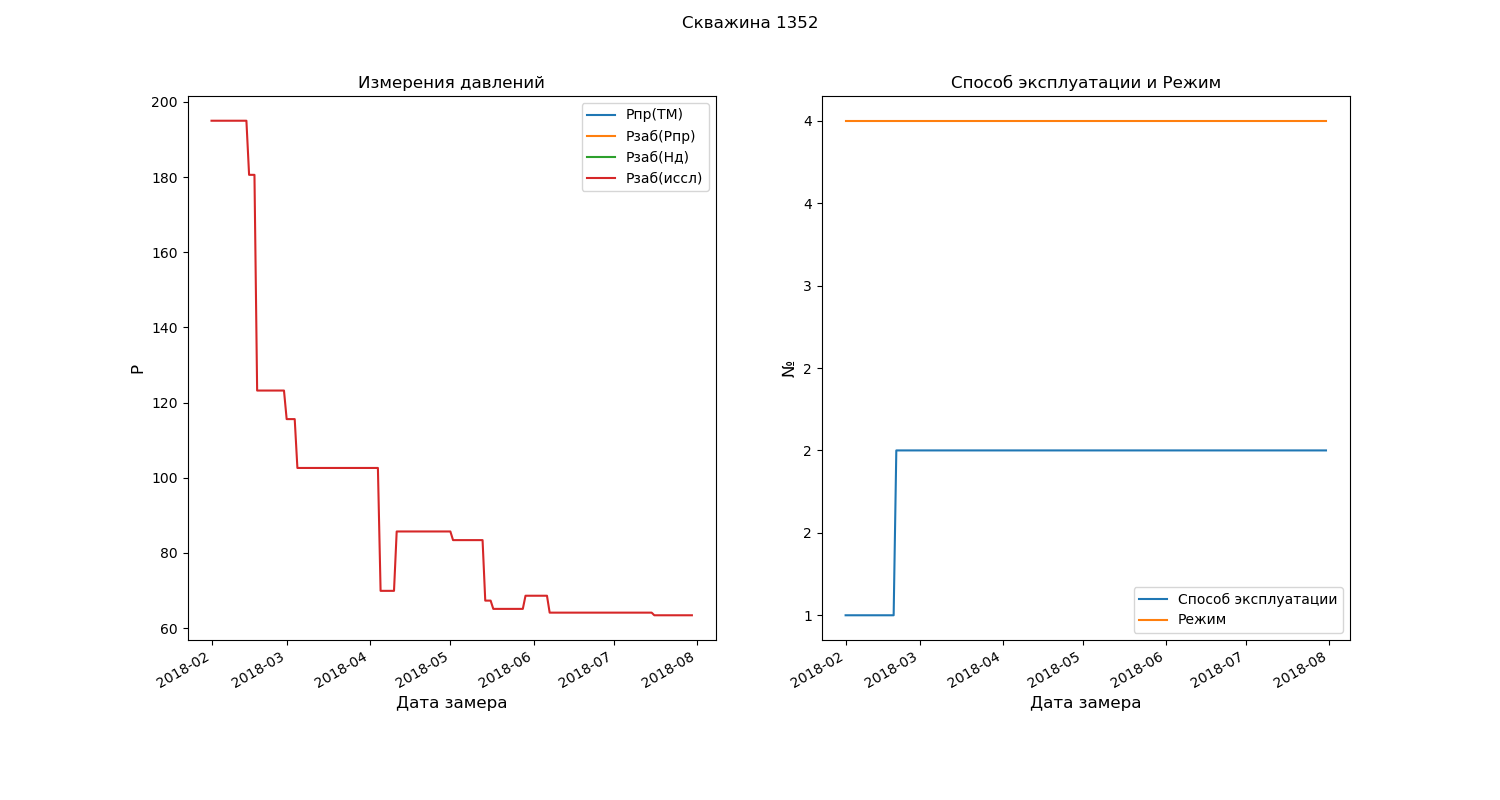 Скважина 1352
Измерения давлений
200
180
160
140
120
100
80
60
P
Рпр(ТМ)
Рзаб(Рпр)
Рзаб(Нд)
Рзаб(иссл)
2018-02
2018-03
2018-04
2018-05
2018-06
2018-07
2018-08
Дата замера
Способ эксплуатации и Режим
4
4
3
2
2
2
1
№
Способ эксплуатации
Режим
2018-02
2018-03
2018-04
2018-05
2018-06
2018-07
2018-08
Дата замера